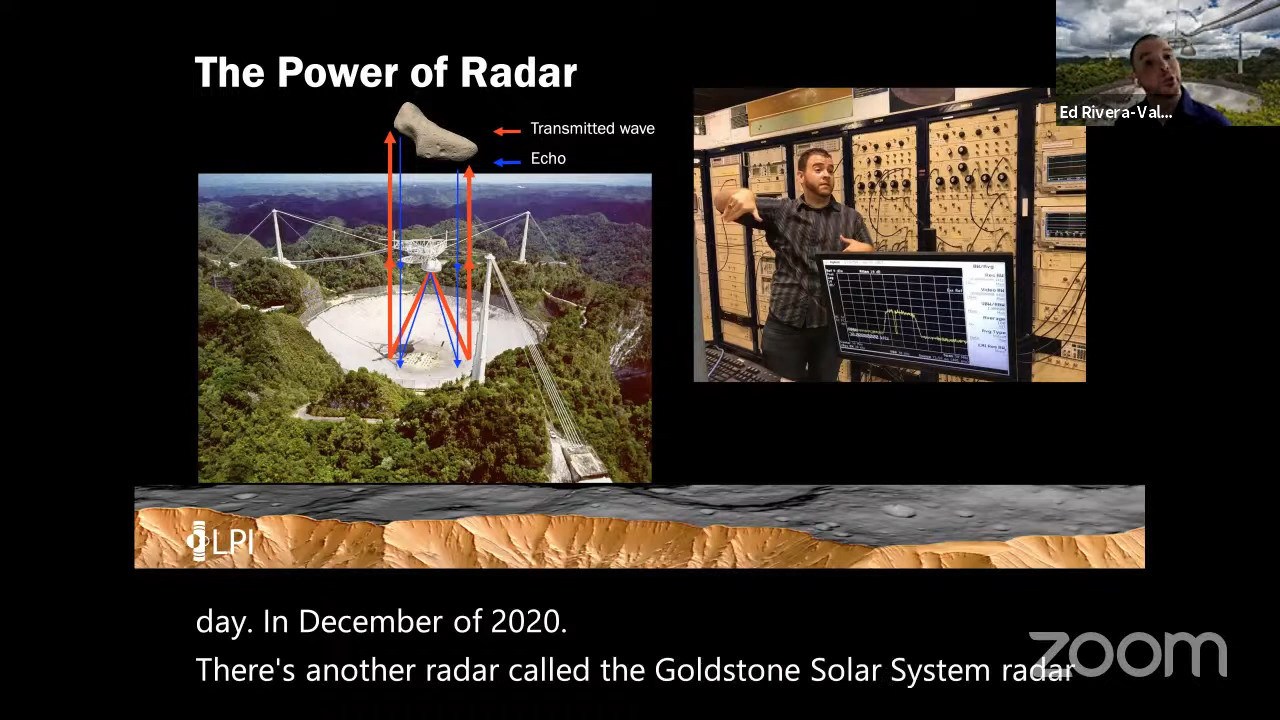 The Power of Radar
Transmitted wave
Echo
Ed Rivera-Val...
LPI
day. In December of 2020.
There's another radar called the Goldstone Solar System radar
zoom